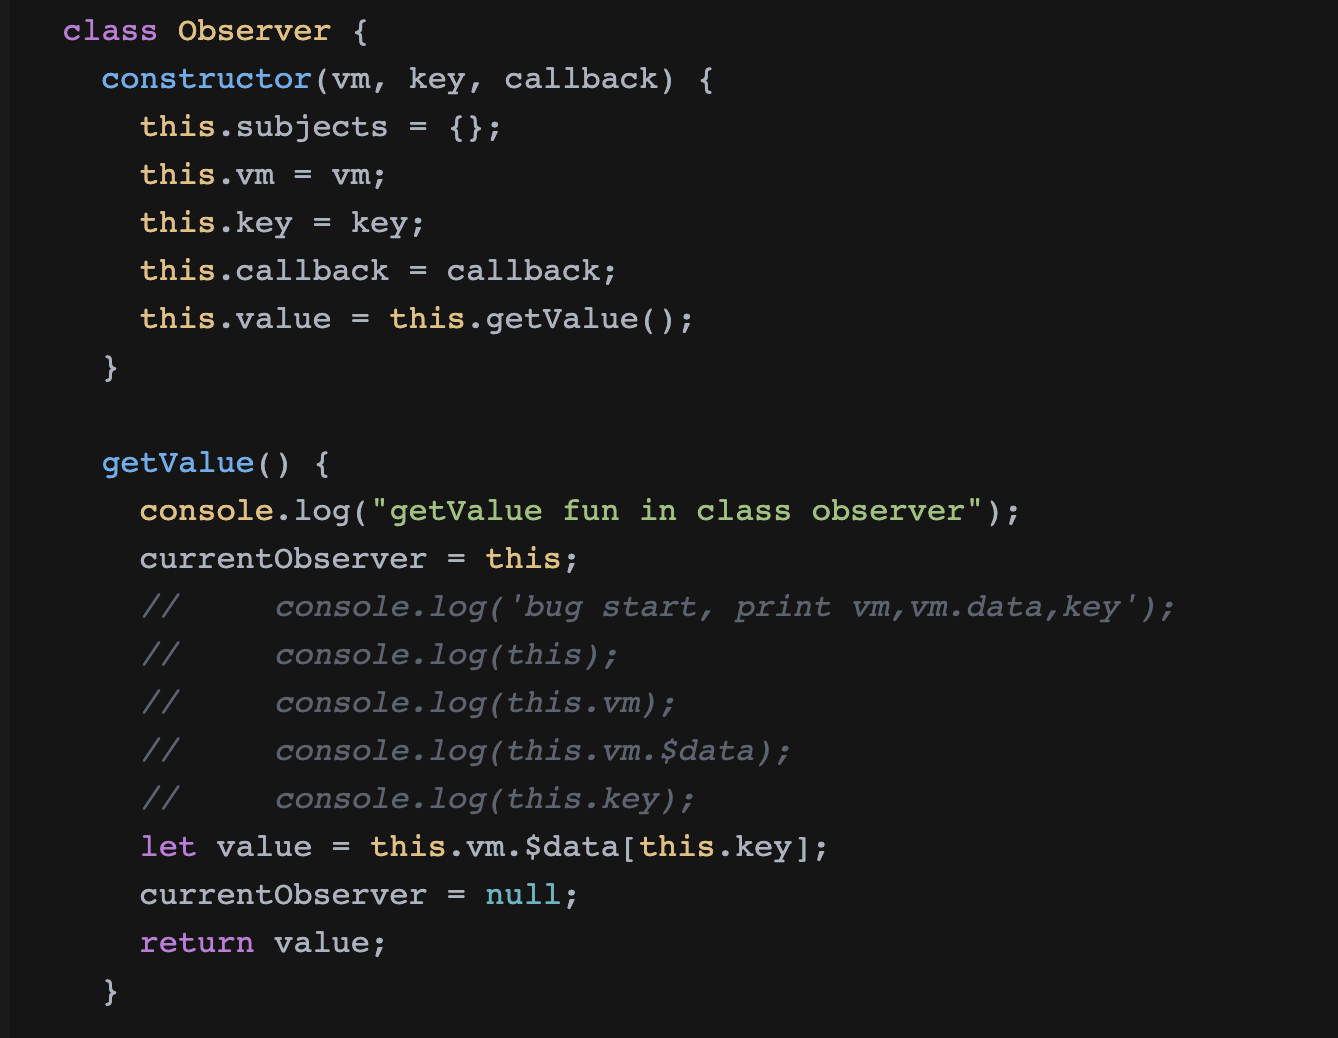 class Observer {
  constructor(vm, key, callback) {
    this.subjects = {};
    this.vm = vm;
    this.key = key;
    this.callback = callback;
    this.value = this.getValue();
  }

  getValue() {
    console.log("getValue fun in class observer");
    currentObserver = this;
    //     console.log('bug start, print vm,vm.data,key');
    //     console.log(this);
    //     console.log(this.vm);
    //     console.log(this.vm.$data);
    //     console.log(this.key);
    let value = this.vm.$data[this.key];
    currentObserver = null;
    return value;
  }